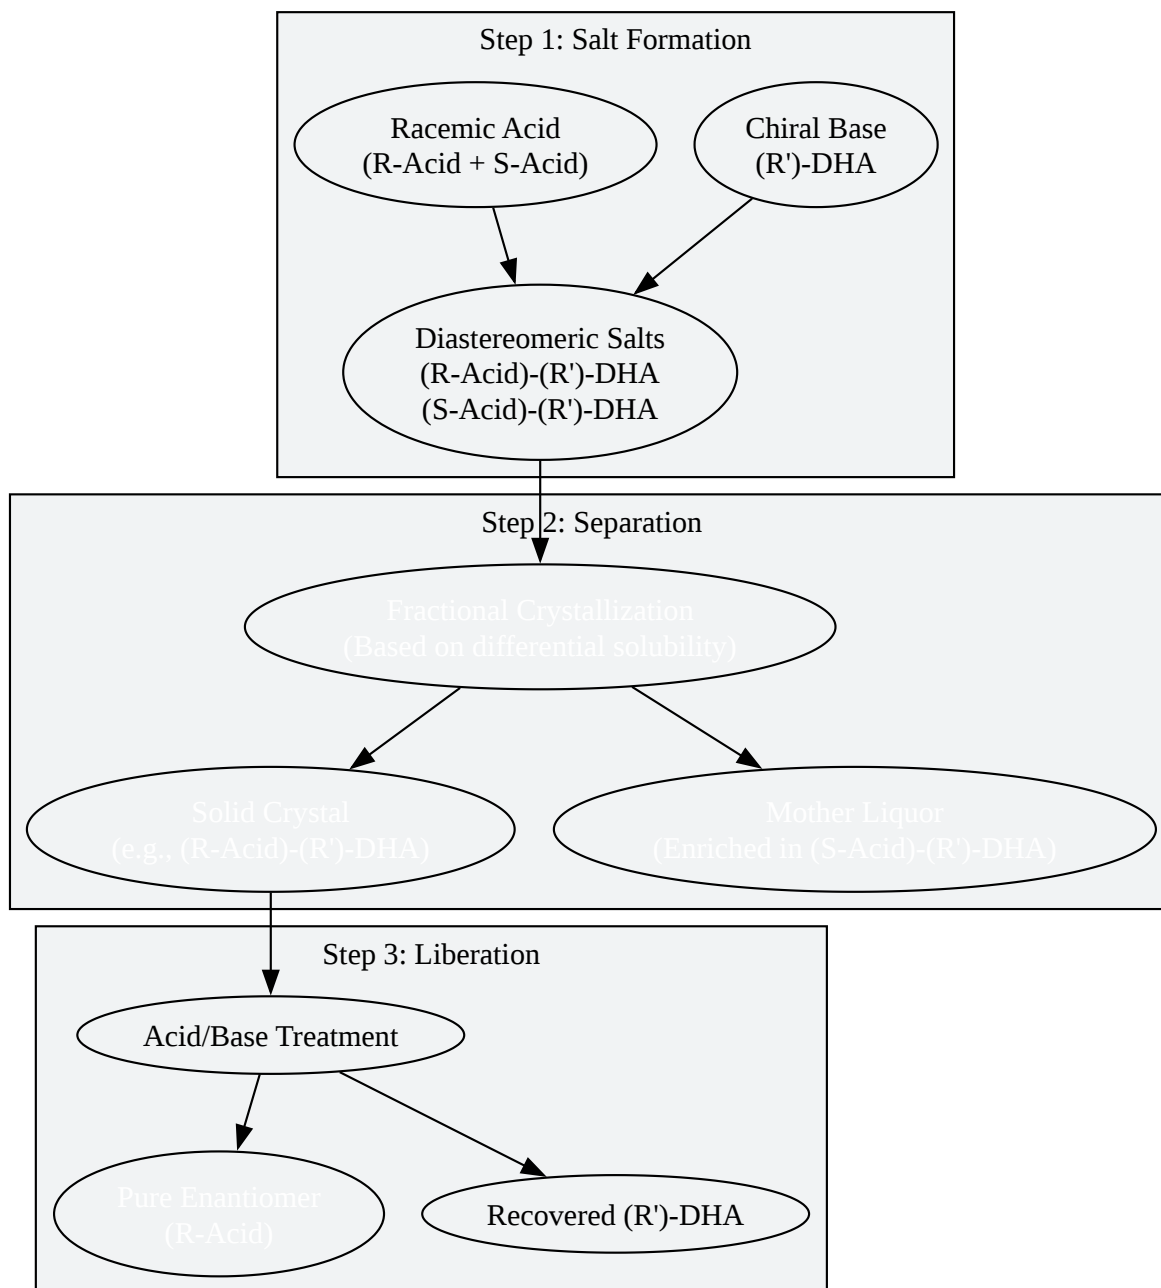 Step 1: Salt Formation
Racemic Acid
(R-Acid + S-Acid)
Chiral Base
(R')-DHA
Diastereomeric Salts
(R-Acid)-(R')-DHA
(S-Acid)-(R')-DHA
Step 2: Separation
Fractional Crystallization
(Based on differential solubility)
Solid Crystal
(e.g., (R-Acid)-(R')-DHA)
Mother Liquor
(Enriched in (S-Acid)-(R')-DHA)
Step 3: Liberation
Acid/Base Treatment
Pure Enantiomer
(R-Acid)
Recovered (R')-DHA